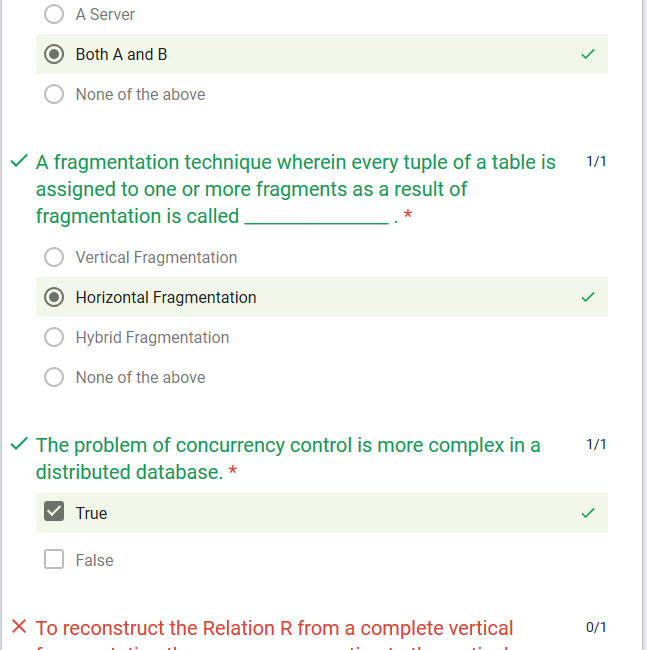 A Server
Both A and B
None of the above
A fragmentation technique wherein every tuple of a table is 1/1
assigned to one or more fragments as a result of
fragmentation is called ________________ . *
Vertical Fragmentation
Horizontal Fragmentation
Hybrid Fragmentation
None of the above
The problem of concurrency control is more complex in a 1/1
distributed database. *
True
False
To reconstruct the Relation R from a complete vertical 0/1